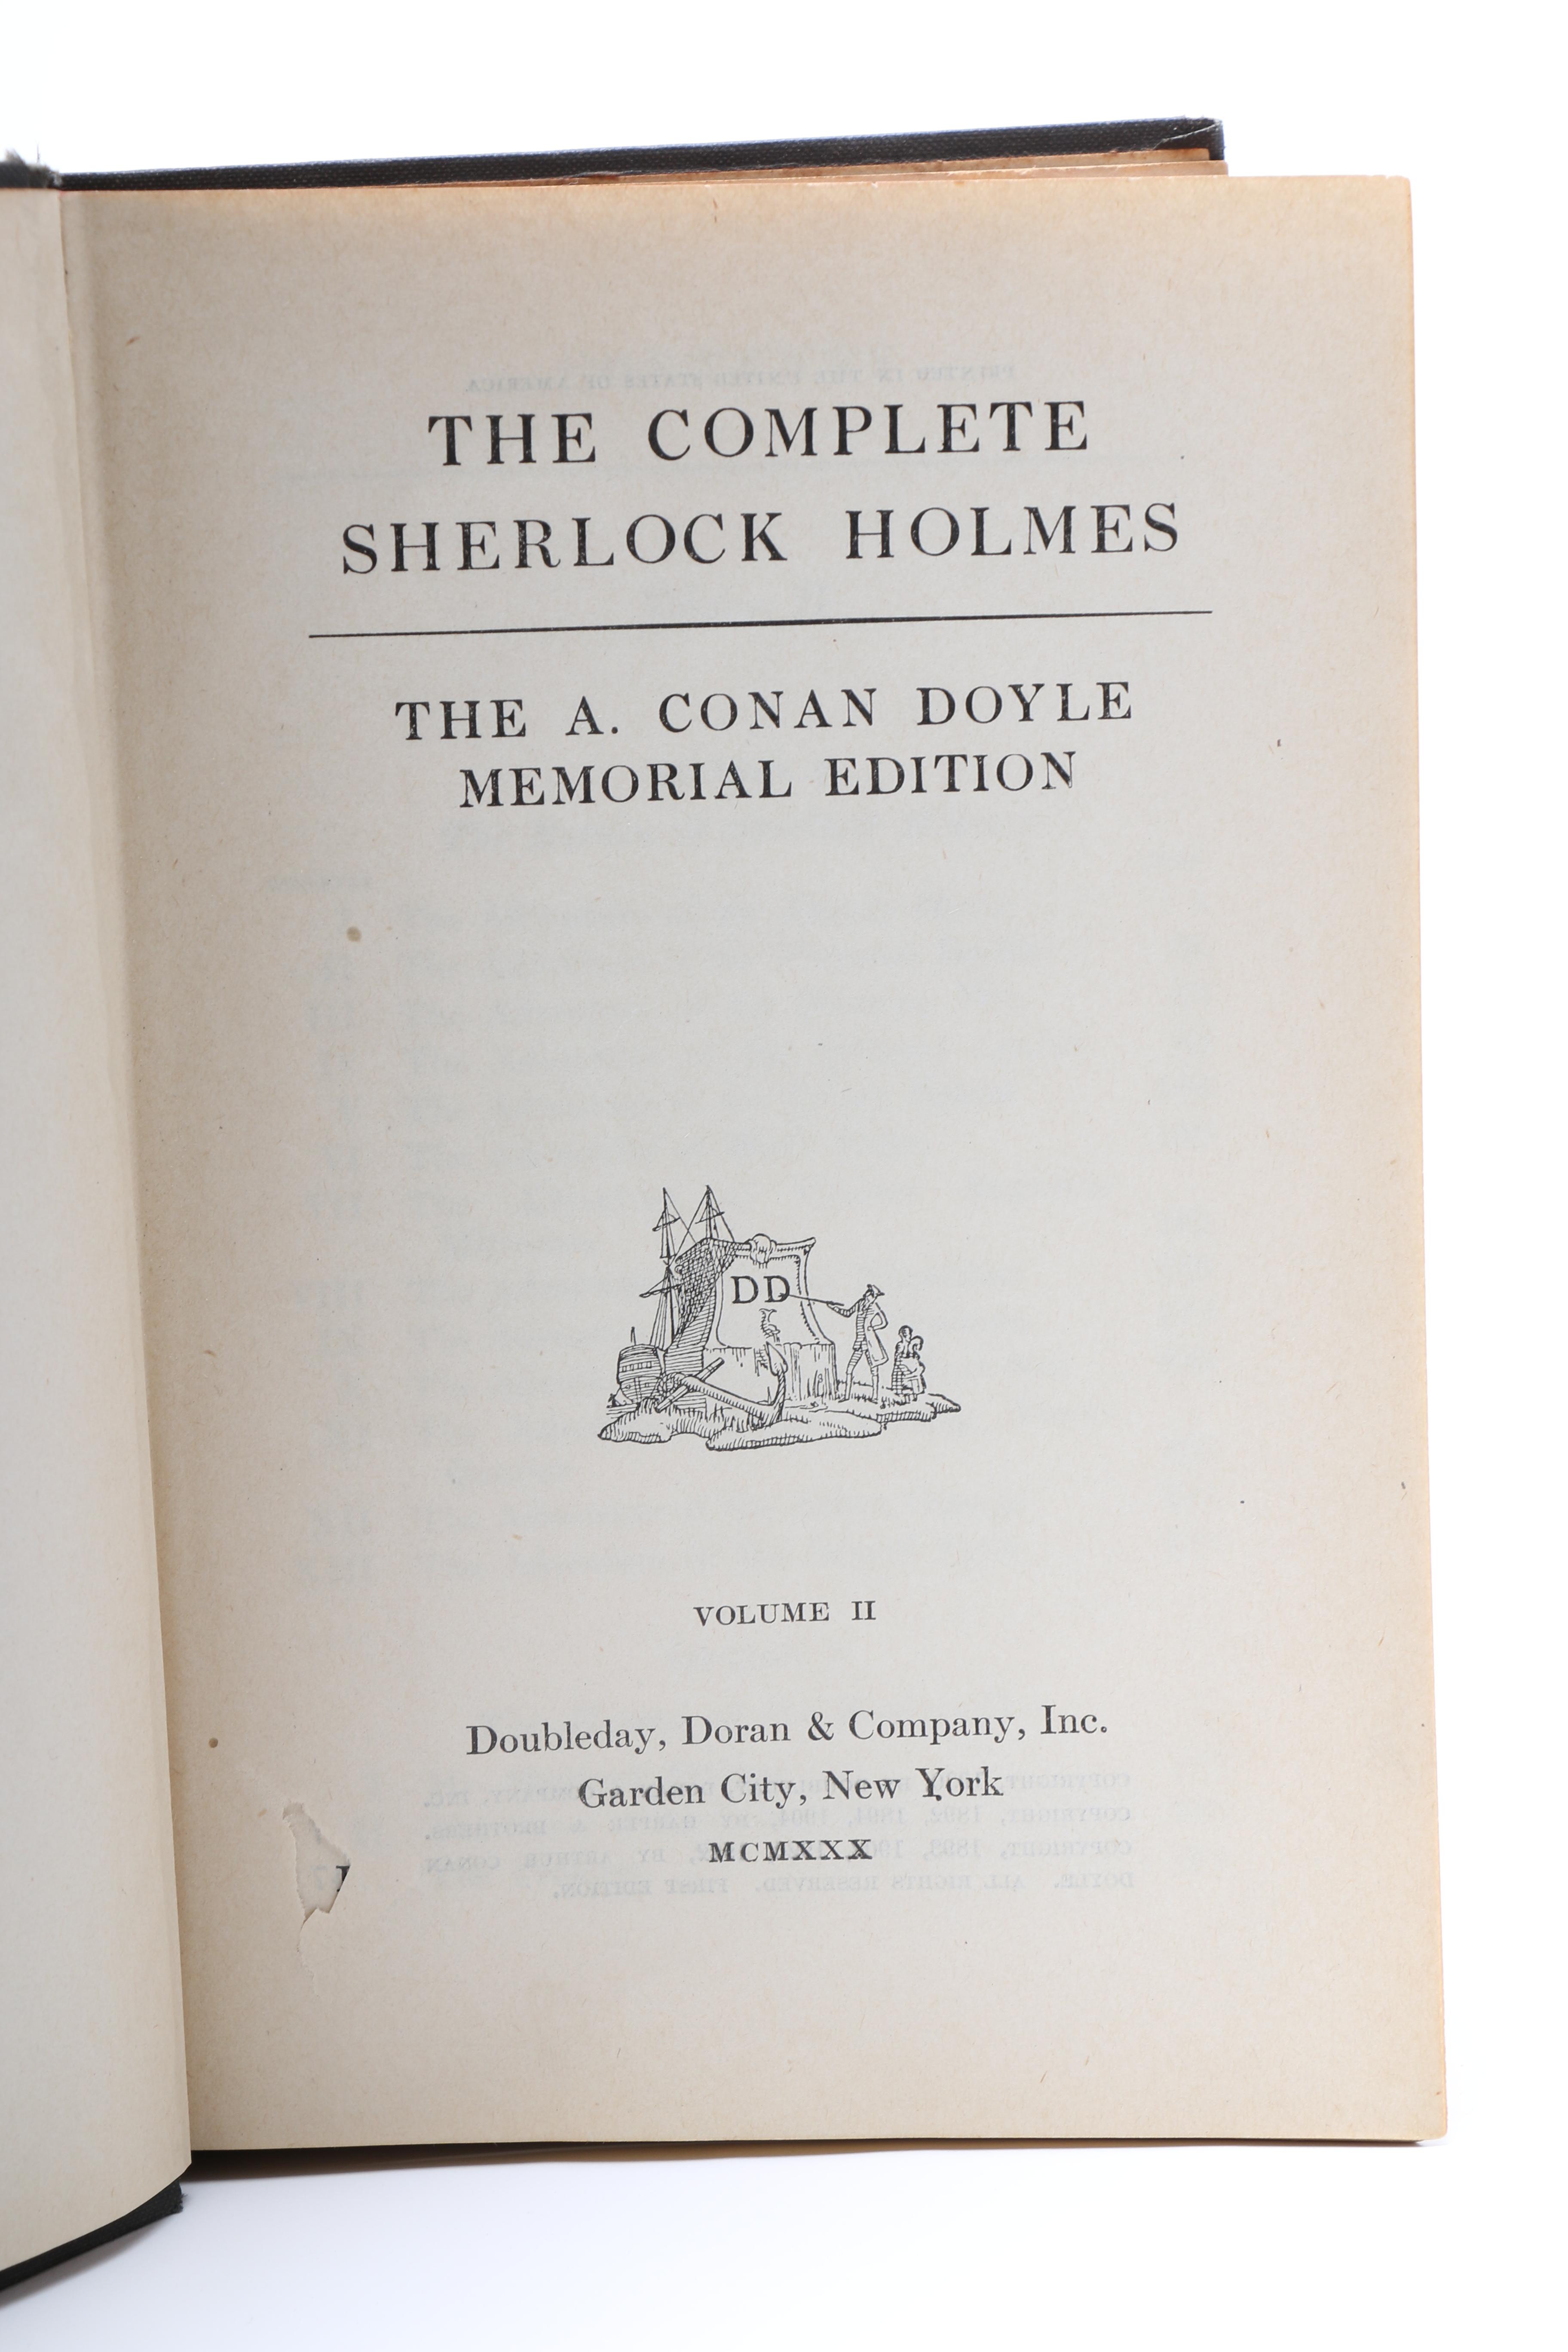 THE COMPLETE
SHERLOCK HOLMES
THE A. CONAN DOYLE
MEMORIAL EDITION
DD
VOLUME II
Doubleday, Doran & Company, Inc.
Garden City, New York
MCMXXX